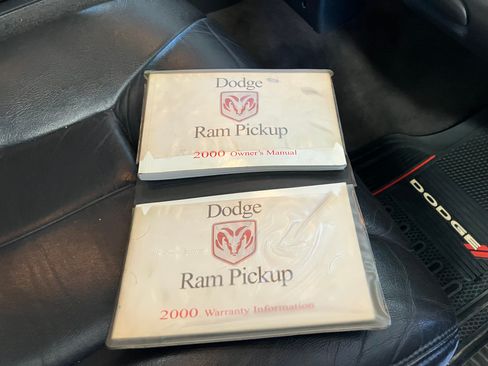 Dodge
Ram Pickup
2000 Owner's Manual
Dodge
Ram Pickup
2000 Warranty Information
DODGE